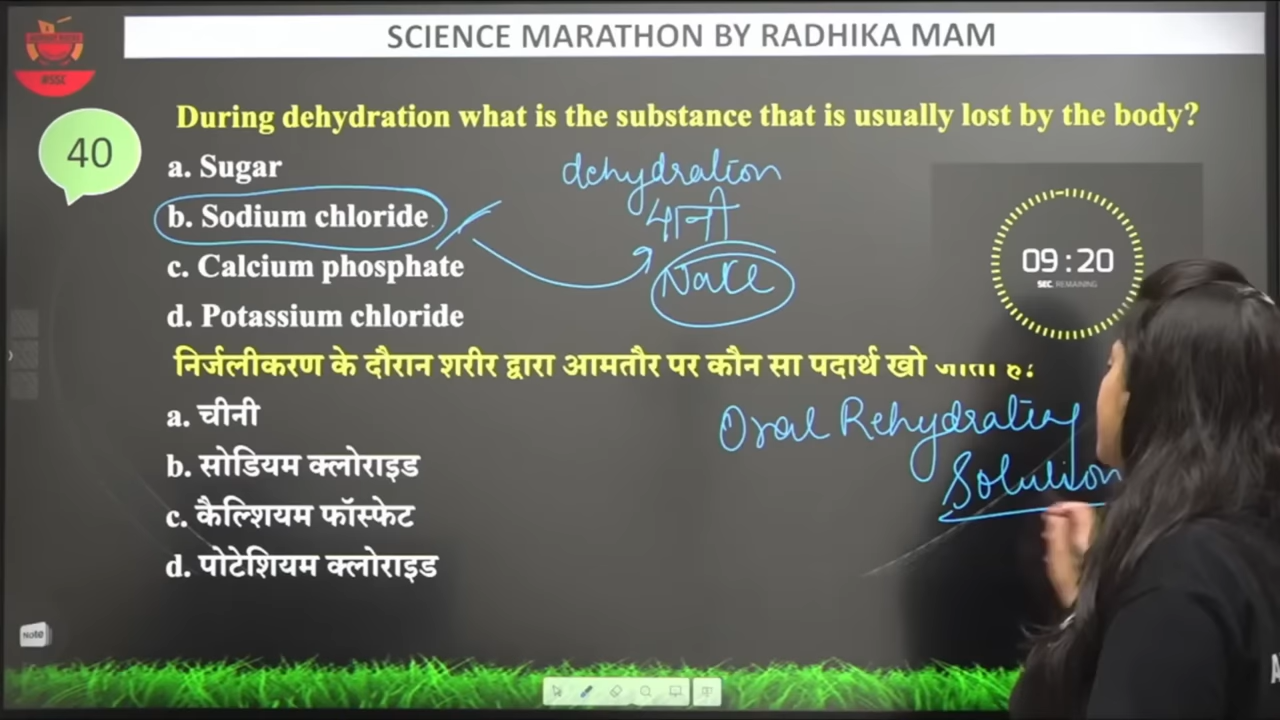 SCIENCE MARATHON BY RADHIKA MAM
#SSC
40
During dehydration what is the substance that is usually lost by the body?
a. Sugar
b. Sodium chloride
c. Calcium phosphate
d. Potassium chloride
dehydration
पानी
Nacl
09:20
SEC. REMAINING
निर्जलीकरण के दौरान शरीर द्वारा आमतौर पर कौन सा पदार्थ खो जाता है?
a. चीनी
b. सोडियम क्लोराइड
c. कैल्शियम फॉस्फेट
d. पोटेशियम क्लोराइड
Oral Rehydrating
Solution
Note